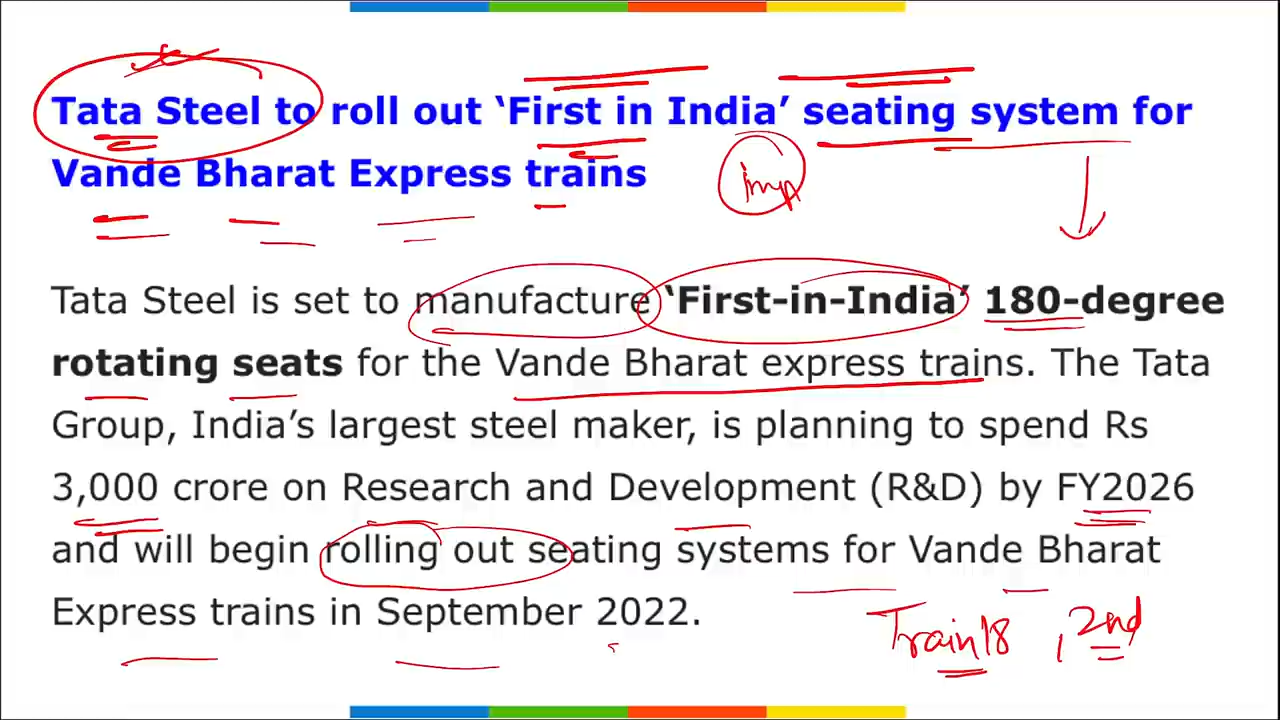 Tata Steel to roll out ‘First in India’ seating system for
Vande Bharat Express trains
imp
Tata Steel is set to manufacture ‘First-in-India’ 180-degree
rotating seats for the Vande Bharat express trains. The Tata
Group, India’s largest steel maker, is planning to spend Rs
3,000 crore on Research and Development (R&D) by FY2026
and will begin rolling out seating systems for Vande Bharat
Express trains in September 2022.
Train18 , 2nd